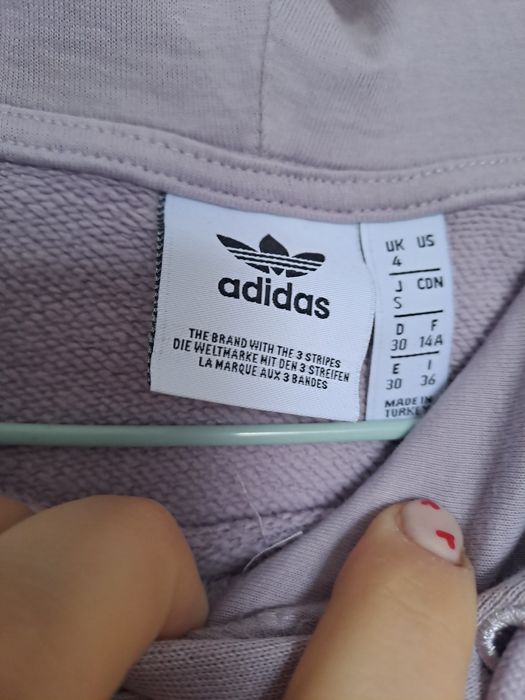 adidas
THE BRAND WITH THE 3 STRIPES
DIE WELTMARKE MIT DEN 3 STREIFEN
LA MARQUE AUX 3 BANDES
UK US
4
J CDN
S
D F
30 14A
E I
30 36
MADE IN
TURKEY